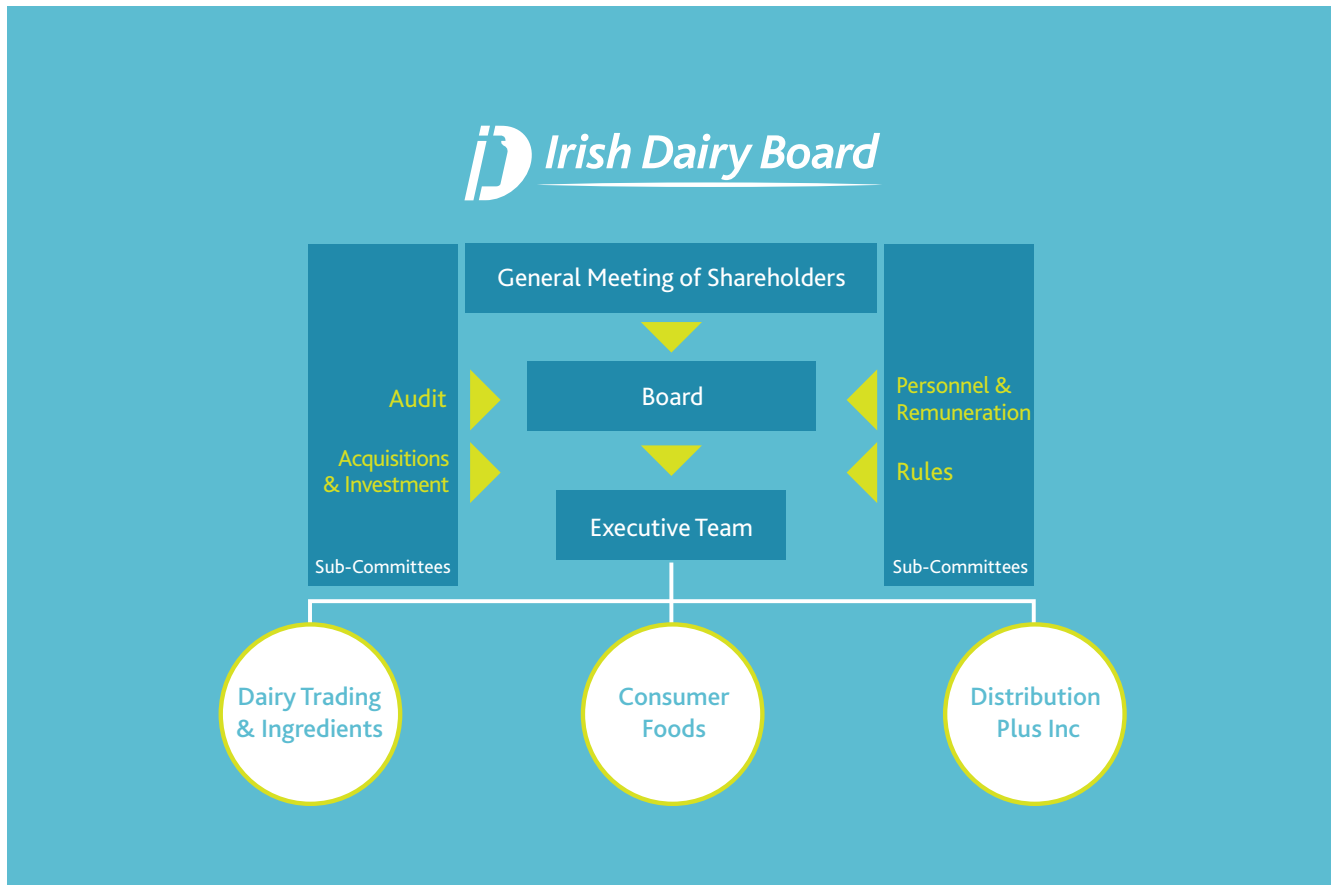 Irish Dairy Board
General Meeting of Shareholders
Audit
Acquisitions
& Investment
Sub-Committees
Board
Executive Team
Personnel &
Remuneration
Rules
Sub-Committees
Dairy Trading
& Ingredients
Consumer
Foods
Distribution
Plus Inc